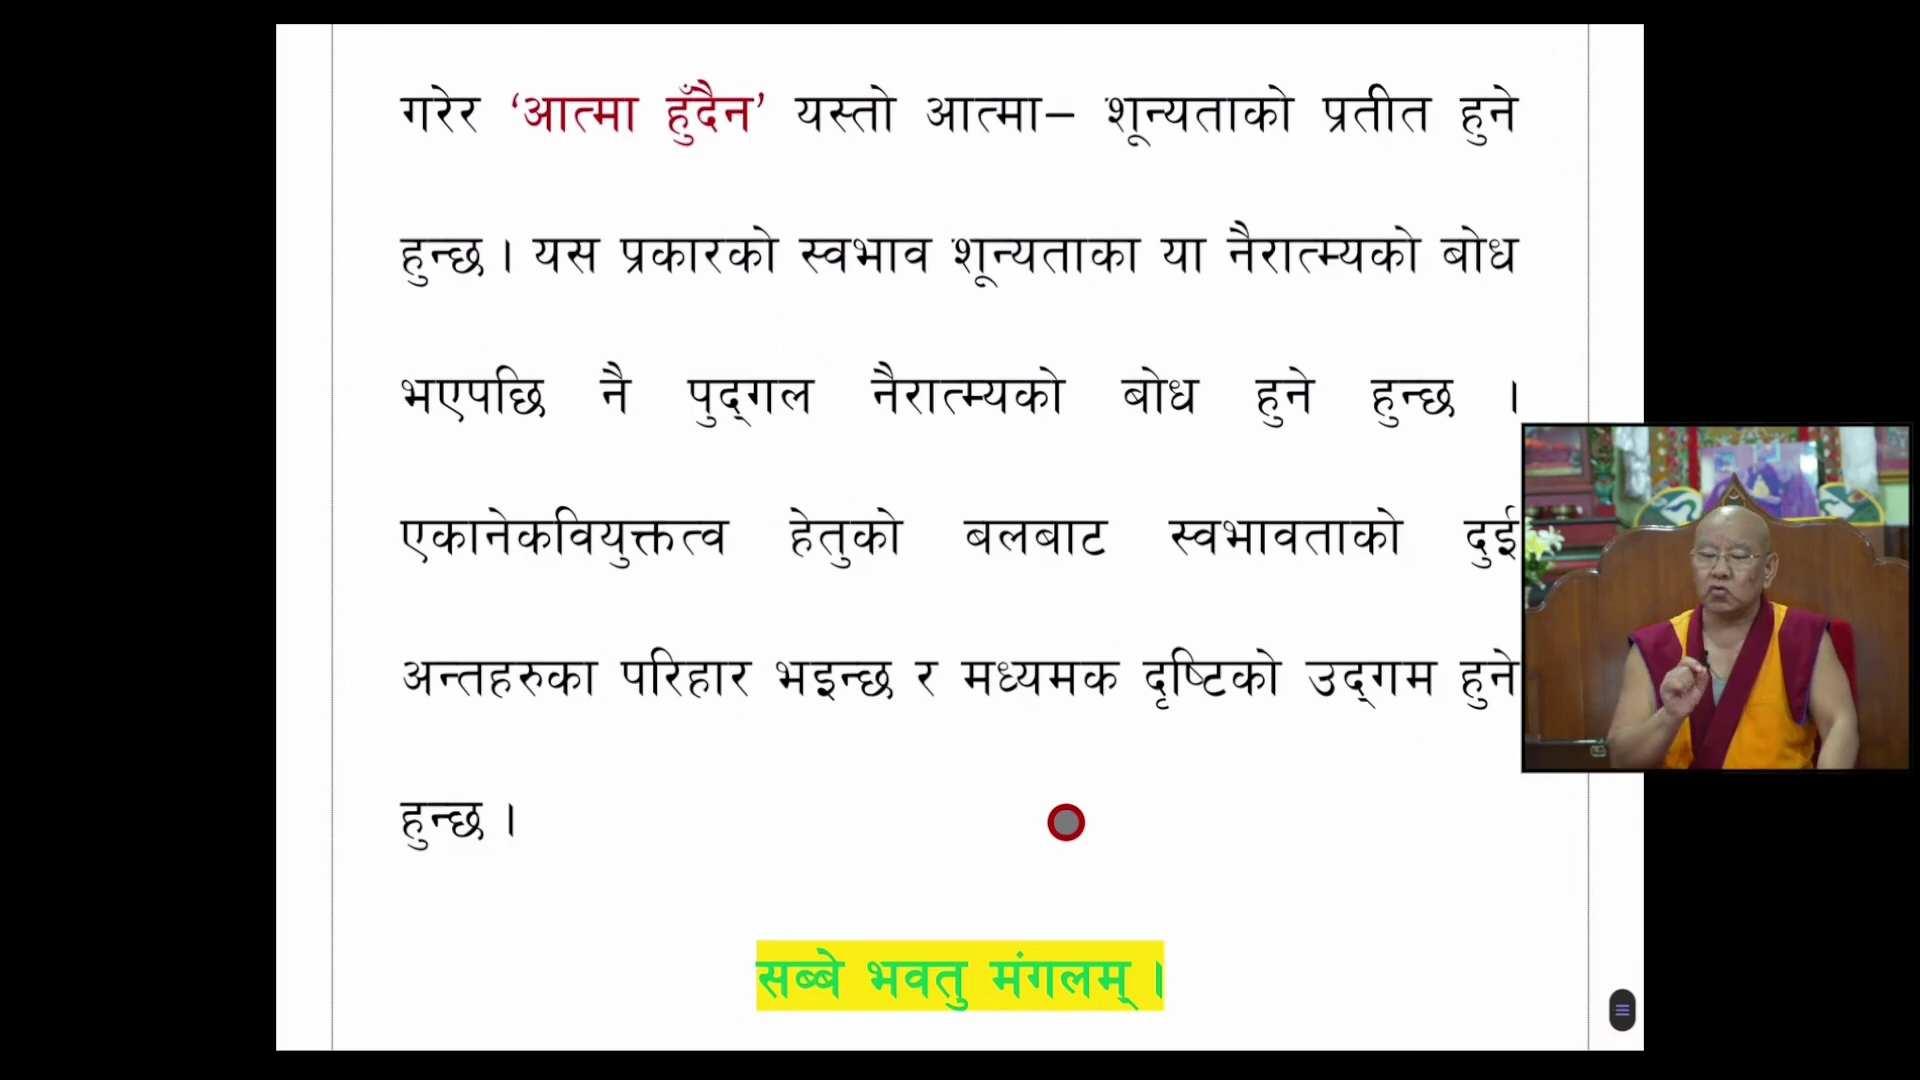 गरेर ‘आत्मा हुँदैन’ यस्तो आत्मा– शून्यताको प्रतीत हुने
हुन्छ । यस प्रकारको स्वभाव शून्यताका या नैरात्म्यको बोध
भएपछि नै पुद्‌गल नैरात्म्यको बोध हुने हुन्छ ।
एकानेकवियुक्तत्व हेतुको बलबाट स्वभावताको दुई
अन्तहरुका परिहार भइन्छ र मध्यमक दृष्टिको उद्‌गम हुने
हुन्छ ।
सब्बे भवतु मंगलम् ।